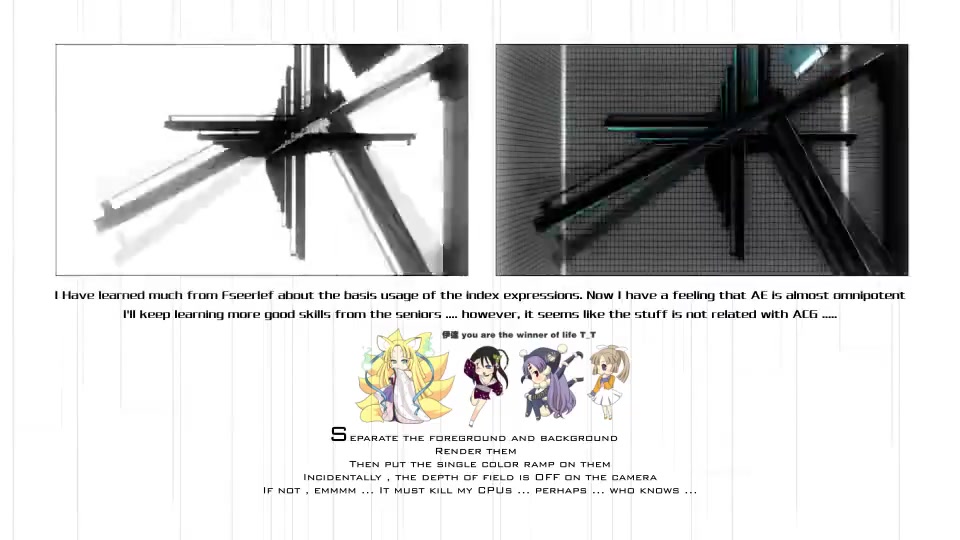 I Have learned much from Fseerlef about the basis usage of the index expressions. Now I have a feeling that AE is almost omnipotent
I'll keep learning more good skills from the seniors .... however, it seems like the stuff is not related with ACG .....
伊達 you are the winner of life T_T
Separate the foreground and background
Render them
Then put the single color ramp on them
Incidentally , the depth of field is OFF on the camera
If not , emmmm ... It must kill my CPUs ... perhaps ... who knows ...